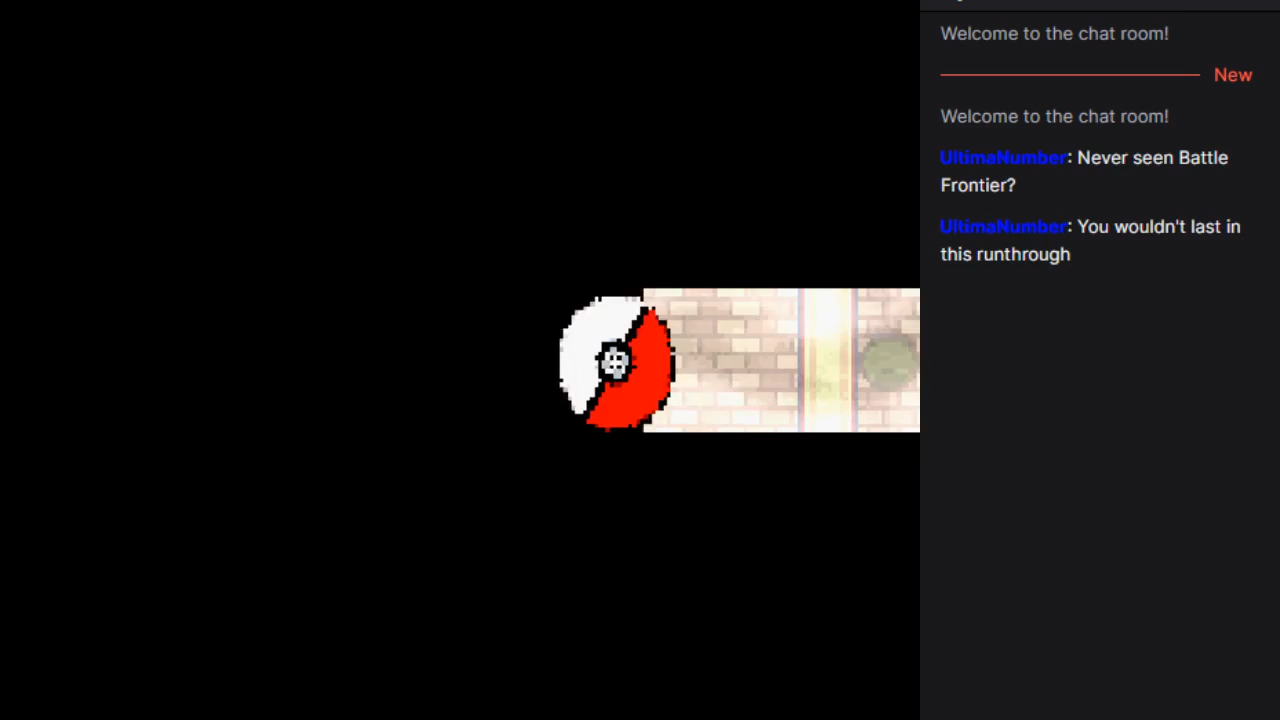 Welcome to the chat room!
New
Welcome to the chat room!
UltimaNumber: Never seen Battle
Frontier?
UltimaNumber: You wouldn't last in
this runthrough